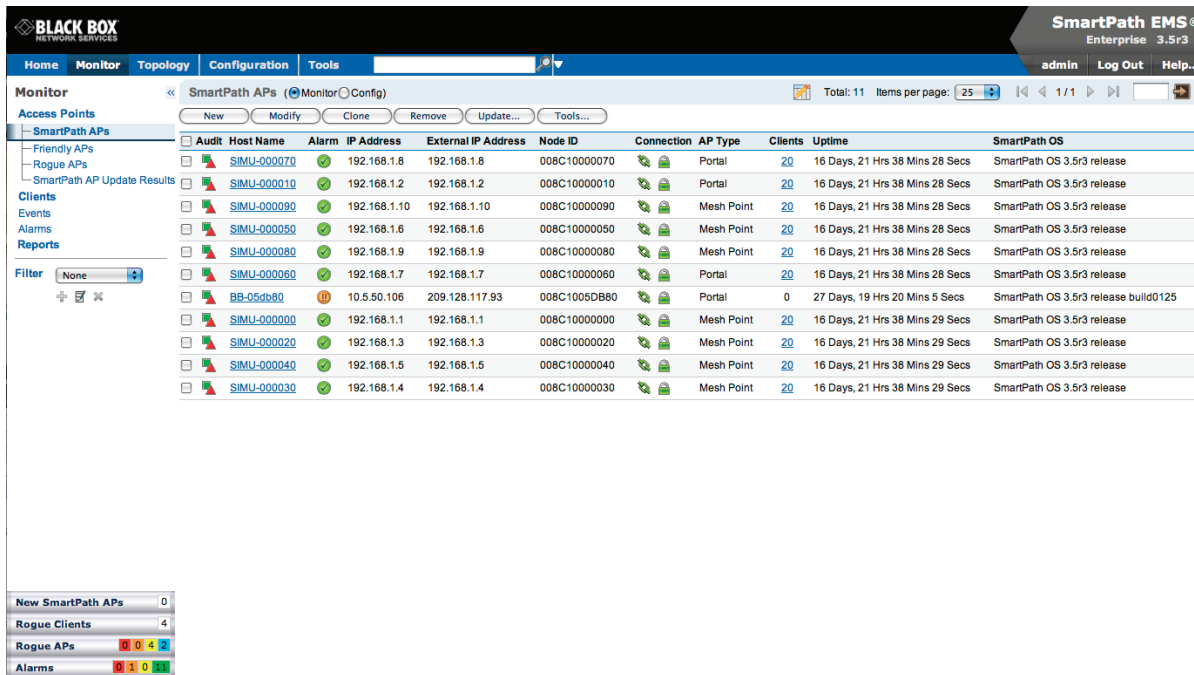 BLACK BOX
NETWORK SERVICES
SmartPath EMS
Enterprise 3.5r3
Home Monitor Topology Configuration Tools admin Log Out Help..
Monitor «
Access Points
SmartPath APs
Friendly APs
Rogue APs
SmartPath AP Update Results
Clients
Events
Alarms
Reports
Filter None
SmartPath APs (Monitor Config) Total: 11 Items per page: 25 1/1
New Modify Clone Remove Update... Tools...
Audit Host Name Alarm IP Address External IP Address Node ID Connection AP Type Clients Uptime SmartPath OS
SIMU-000070 192.168.1.8 192.168.1.8 008C10000070 Portal 20 16 Days, 21 Hrs 38 Mins 28 Secs SmartPath OS 3.5r3 release
SIMU-000010 192.168.1.2 192.168.1.2 008C10000010 Portal 20 16 Days, 21 Hrs 38 Mins 28 Secs SmartPath OS 3.5r3 release
SIMU-000090 192.168.1.10 192.168.1.10 008C10000090 Mesh Point 20 16 Days, 21 Hrs 38 Mins 28 Secs SmartPath OS 3.5r3 release
SIMU-000050 192.168.1.6 192.168.1.6 008C10000050 Mesh Point 20 16 Days, 21 Hrs 38 Mins 28 Secs SmartPath OS 3.5r3 release
SIMU-000080 192.168.1.9 192.168.1.9 008C10000080 Mesh Point 20 16 Days, 21 Hrs 38 Mins 28 Secs SmartPath OS 3.5r3 release
SIMU-000060 192.168.1.7 192.168.1.7 008C10000060 Portal 20 16 Days, 21 Hrs 38 Mins 28 Secs SmartPath OS 3.5r3 release
BB-05db80 10.5.50.106 209.128.117.93 008C1005DB80 Portal 0 27 Days, 19 Hrs 20 Mins 5 Secs SmartPath OS 3.5r3 release build0125
SIMU-000000 192.168.1.1 192.168.1.1 008C10000000 Mesh Point 20 16 Days, 21 Hrs 38 Mins 29 Secs SmartPath OS 3.5r3 release
SIMU-000020 192.168.1.3 192.168.1.3 008C10000020 Mesh Point 20 16 Days, 21 Hrs 38 Mins 29 Secs SmartPath OS 3.5r3 release
SIMU-000040 192.168.1.5 192.168.1.5 008C10000040 Mesh Point 20 16 Days, 21 Hrs 38 Mins 29 Secs SmartPath OS 3.5r3 release
SIMU-000030 192.168.1.4 192.168.1.4 008C10000030 Mesh Point 20 16 Days, 21 Hrs 38 Mins 29 Secs SmartPath OS 3.5r3 release
New SmartPath APs 0
Rogue Clients 4
Rogue APs 0 0 4 2
Alarms 0 1 0 11